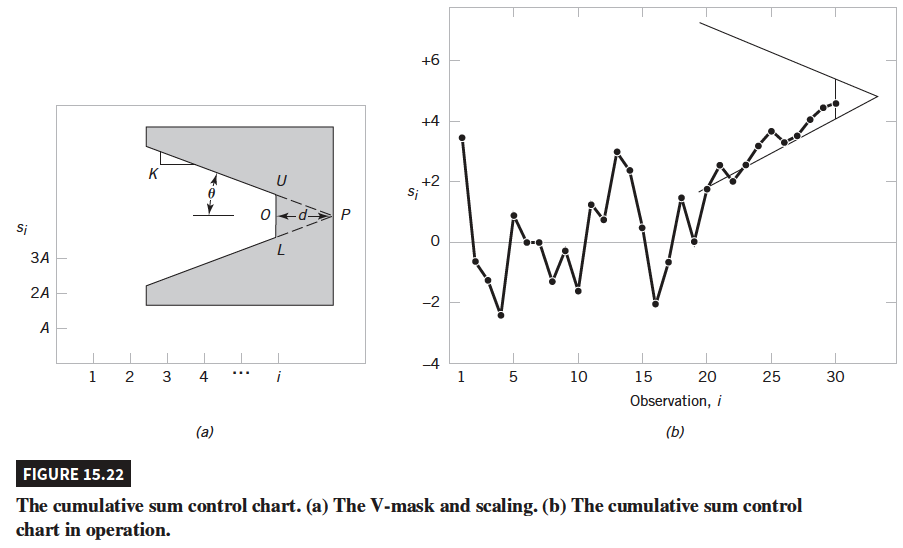 K
θ
U
O
d
P
L
si
3A
2A
A
1 2 3 4 ... i
(a)
+6
+4
+2
si
0
−2
−4
1 5 10 15 20 25 30
Observation, i
(b)
FIGURE 15.22
The cumulative sum control chart. (a) The V-mask and scaling. (b) The cumulative sum control
chart in operation.